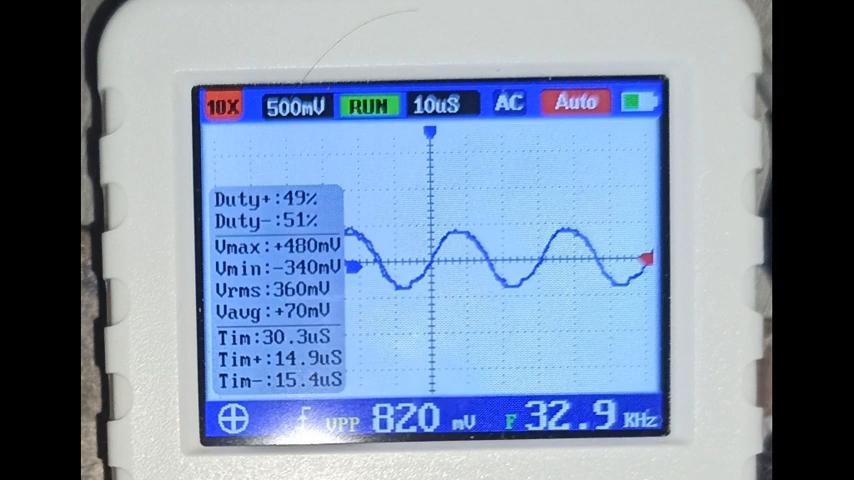 10X 500mV RUN 10uS AC Auto
Duty+:49%
Duty-:51%
Vmax:+480mV
Vmin:-340mV
Vrms:360mV
Vavg:+70mV
Tim:30.3uS
Tim+:14.9uS
Tim-:15.4uS
VPP 820 mV F 32.9 KHz